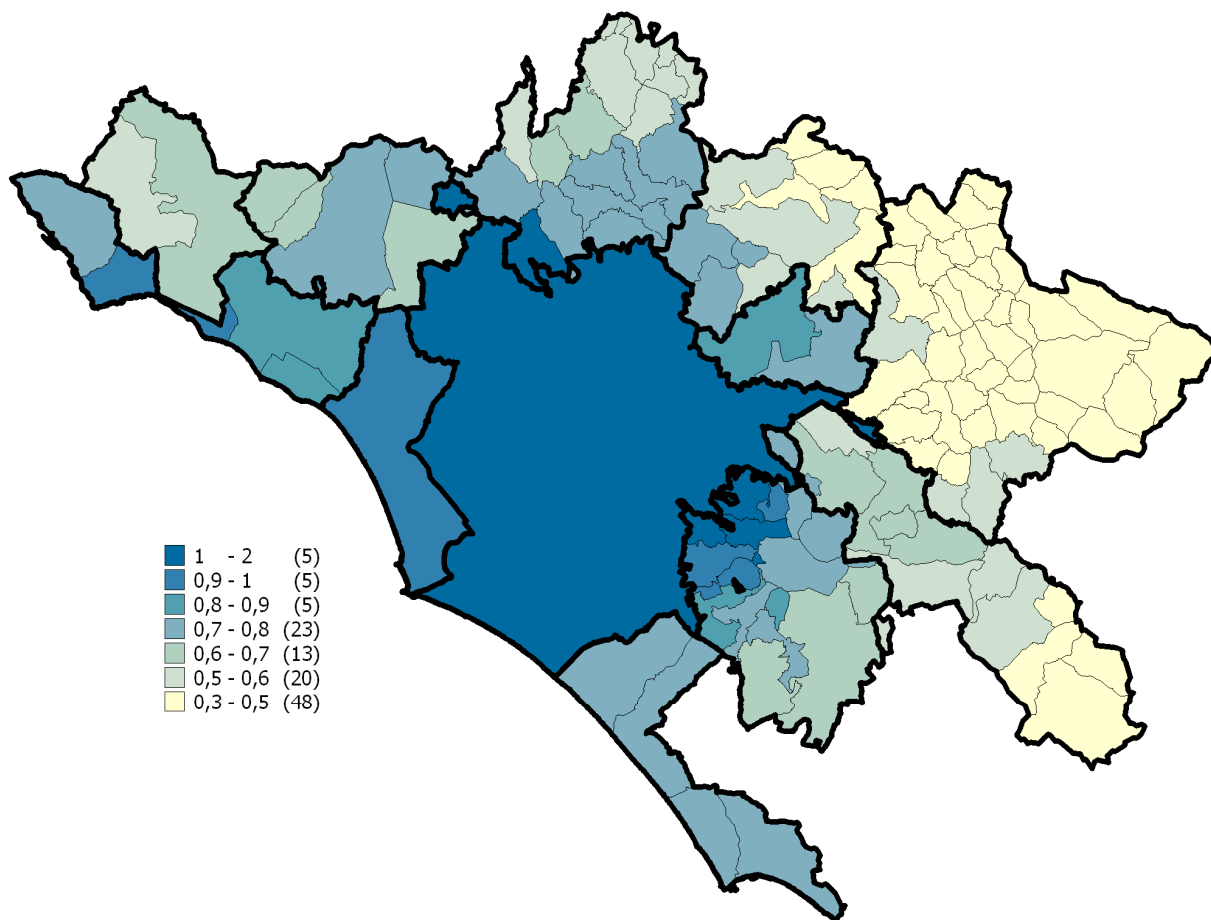 1 - 2 (5)
0,9 - 1 (5)
0,8 - 0,9 (5)
0,7 - 0,8 (23)
0,6 - 0,7 (13)
0,5 - 0,6 (20)
0,3 - 0,5 (48)